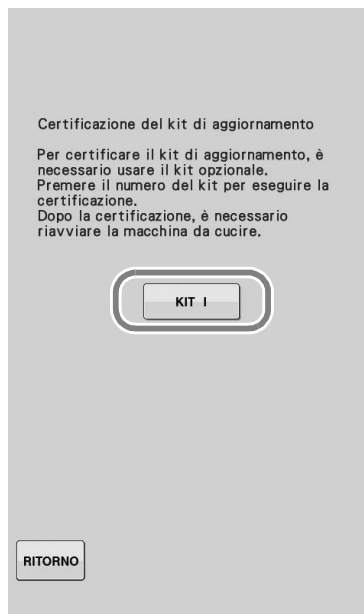 Certificazione del kit di aggiornamento
Per certificare il kit di aggiornamento, è
necessario usare il kit opzionale.
Premere il numero del kit per eseguire la
certificazione.
Dopo la certificazione, è necessario
riavviare la macchina da cucire.
KIT I
RITORNO